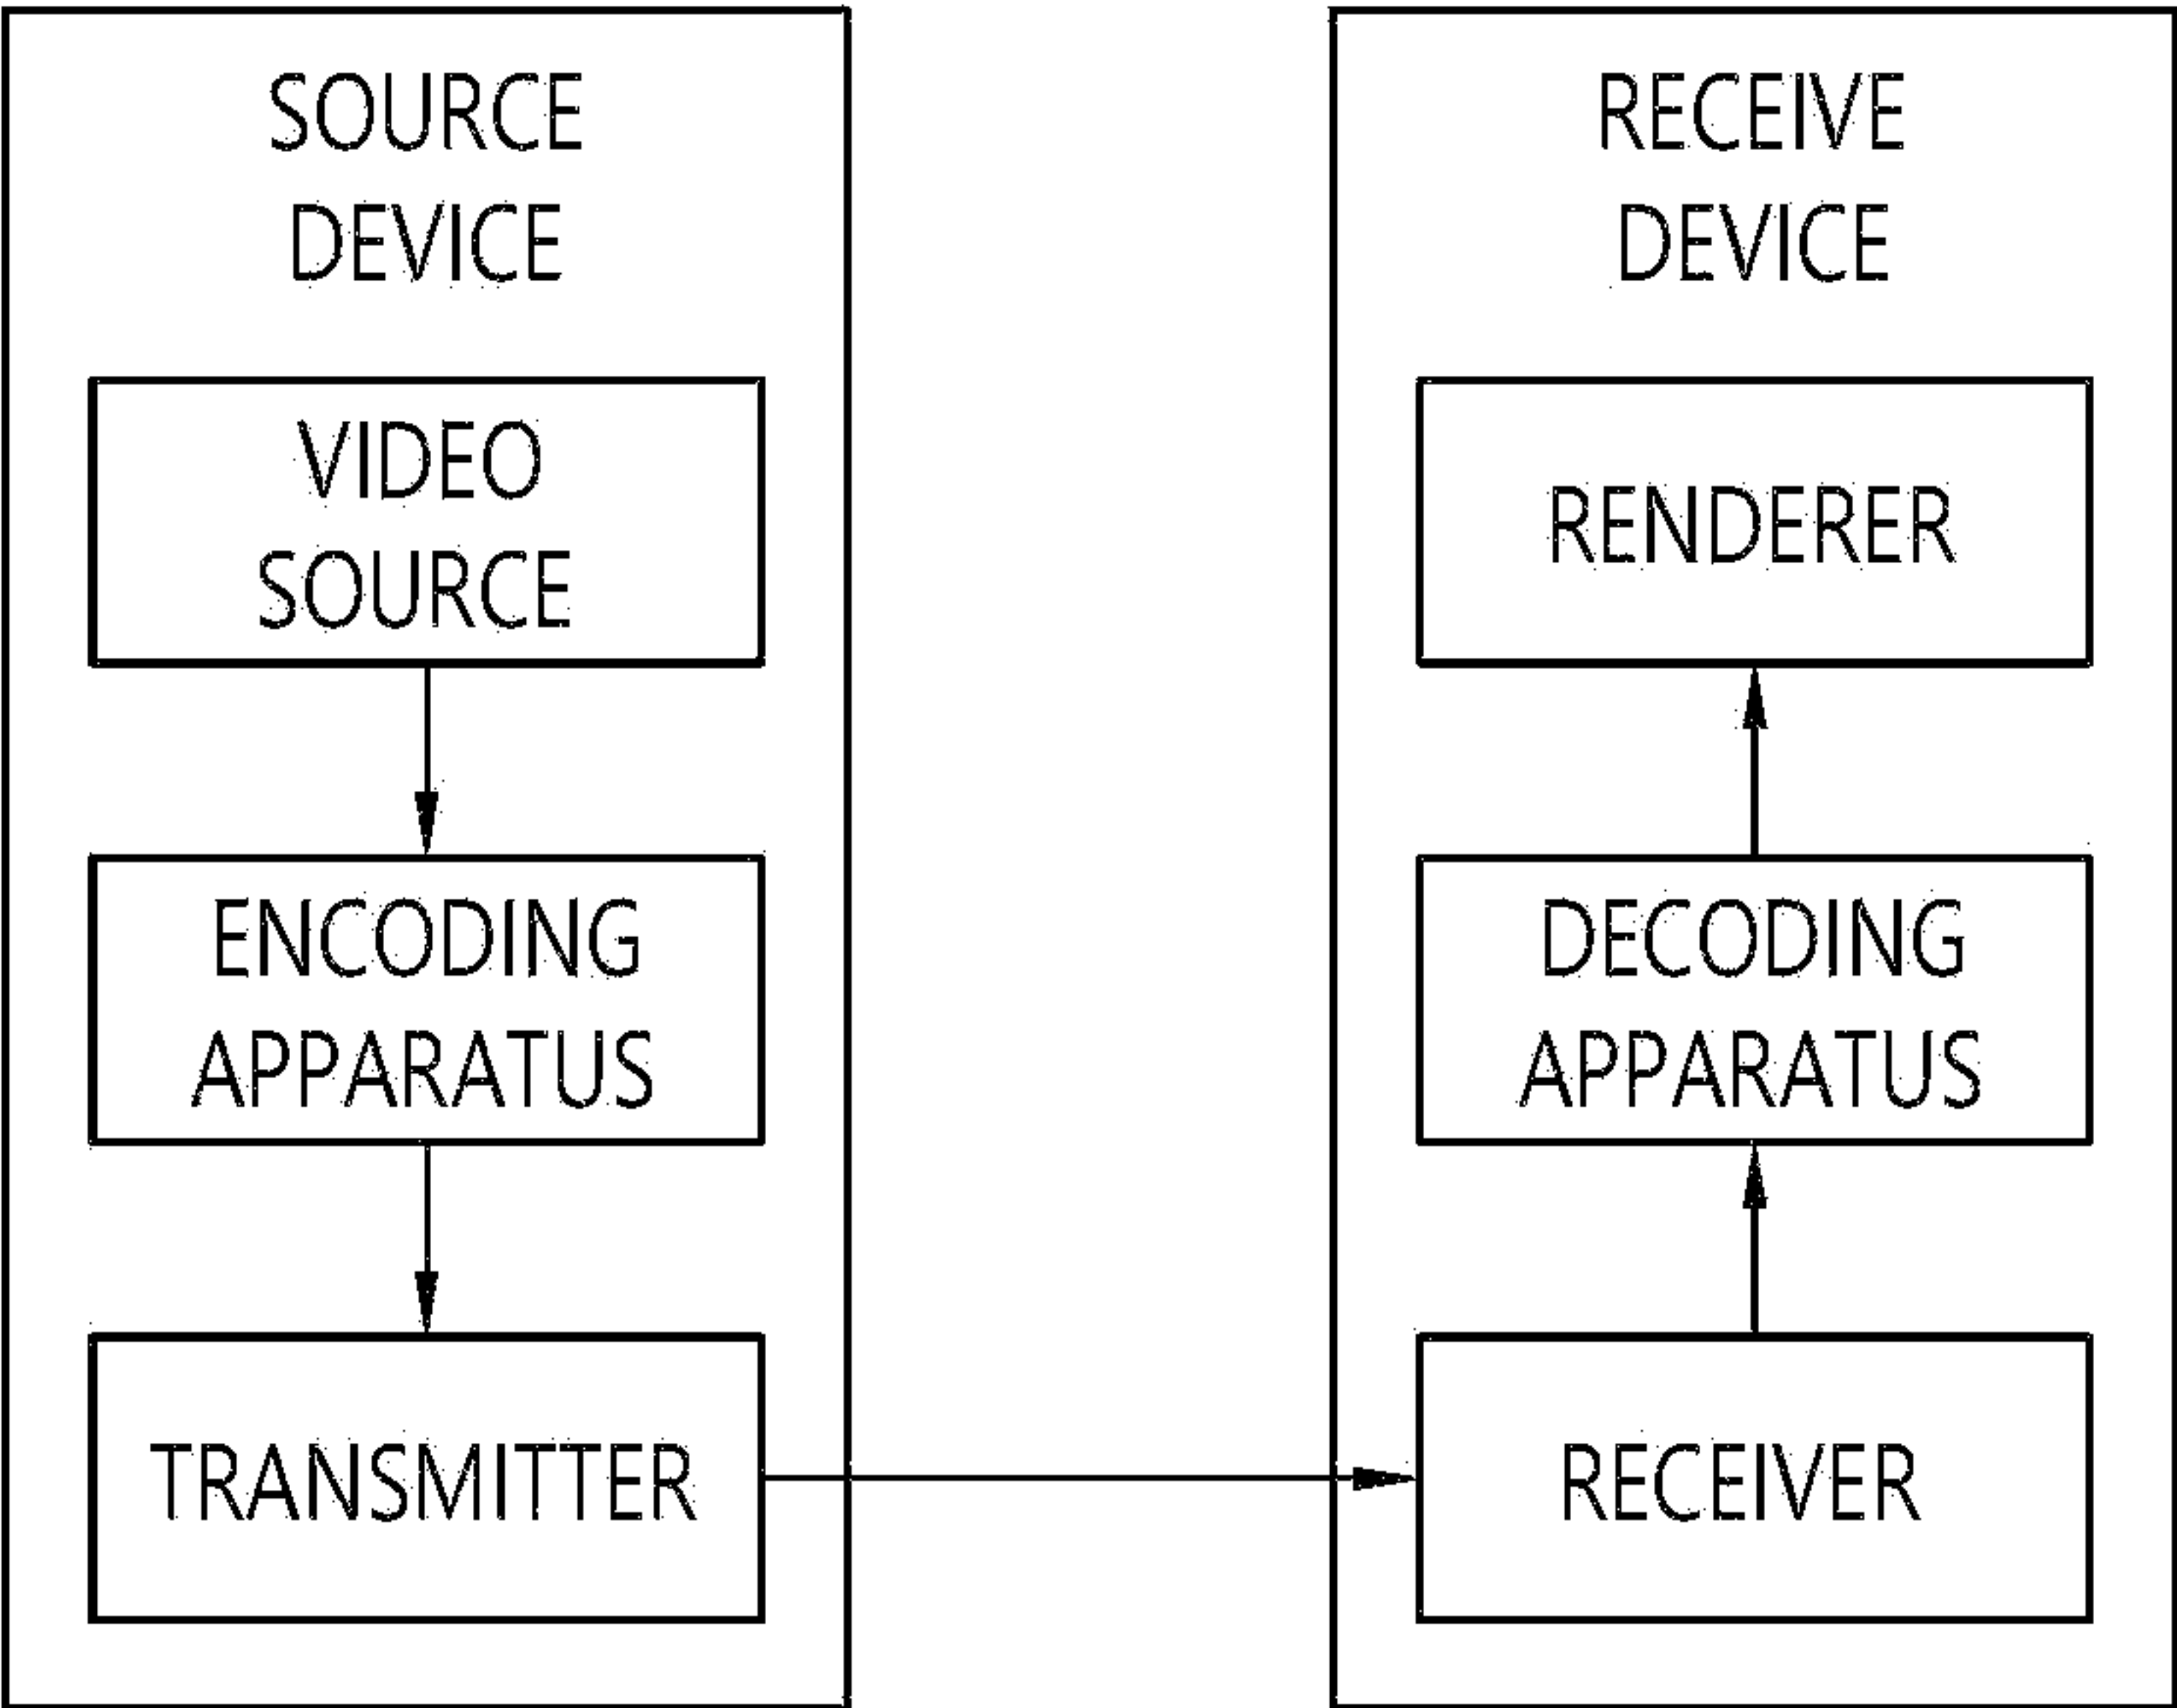 SOURCE
DEVICE
VIDEO
SOURCE
ENCODING
APPARATUS
TRANSMITTER
RECEIVE
DEVICE
RENDERER
DECODING
APPARATUS
RECEIVER